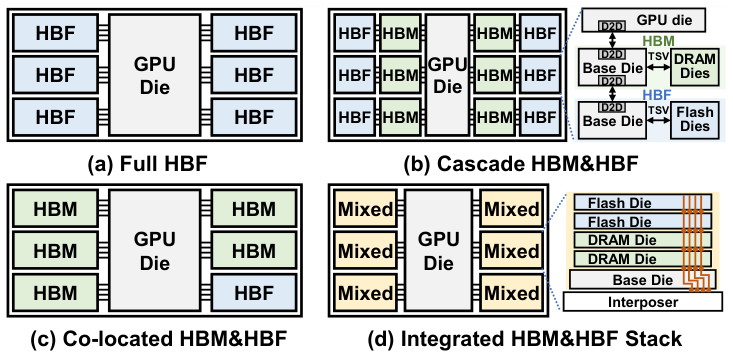 HBF GPU Die HBF
HBF HBF
HBF HBF
(a) Full HBF
HBF HBM GPU Die HBM HBF
HBF HBM HBM HBF
HBF HBM HBM HBF
GPU die
D2D
HBM
D2D
Base Die
TSV
DRAM
Dies
D2D
HBF
D2D
Base Die
TSV
Flash
Dies
(b) Cascade HBM&HBF
HBM GPU Die HBM
HBM HBM
HBM HBF
(c) Co-located HBM&HBF
Mixed GPU Die Mixed
Mixed Mixed
Mixed Mixed
Flash Die
Flash Die
DRAM Die
DRAM Die
Base Die
Interposer
(d) Integrated HBM&HBF Stack